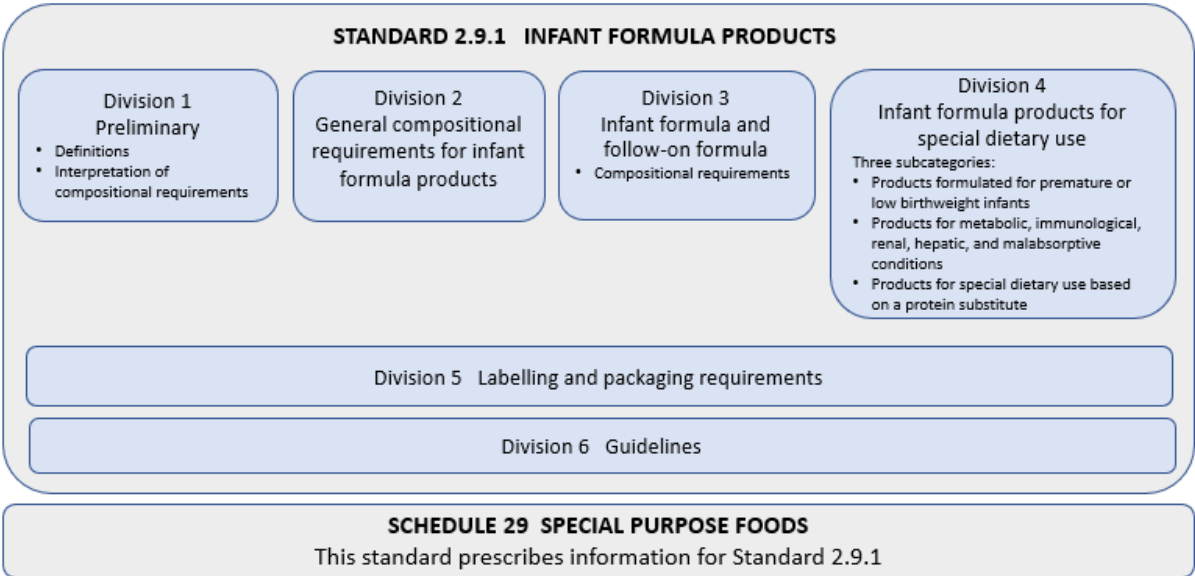 STANDARD 2.9.1 INFANT FORMULA PRODUCTS
Division 1
Preliminary
• Definitions
• Interpretation of
compositional requirements
Division 2
General compositional
requirements for infant
formula products
Division 3
Infant formula and
follow-on formula
• Compositional requirements
Division 4
Infant formula products for
special dietary use
Three subcategories:
• Products formulated for premature or
low birthweight infants
• Products for metabolic, immunological,
renal, hepatic, and malabsorptive
conditions
• Products for special dietary use based
on a protein substitute
Division 5 Labelling and packaging requirements
Division 6 Guidelines
SCHEDULE 29 SPECIAL PURPOSE FOODS
This standard prescribes information for Standard 2.9.1